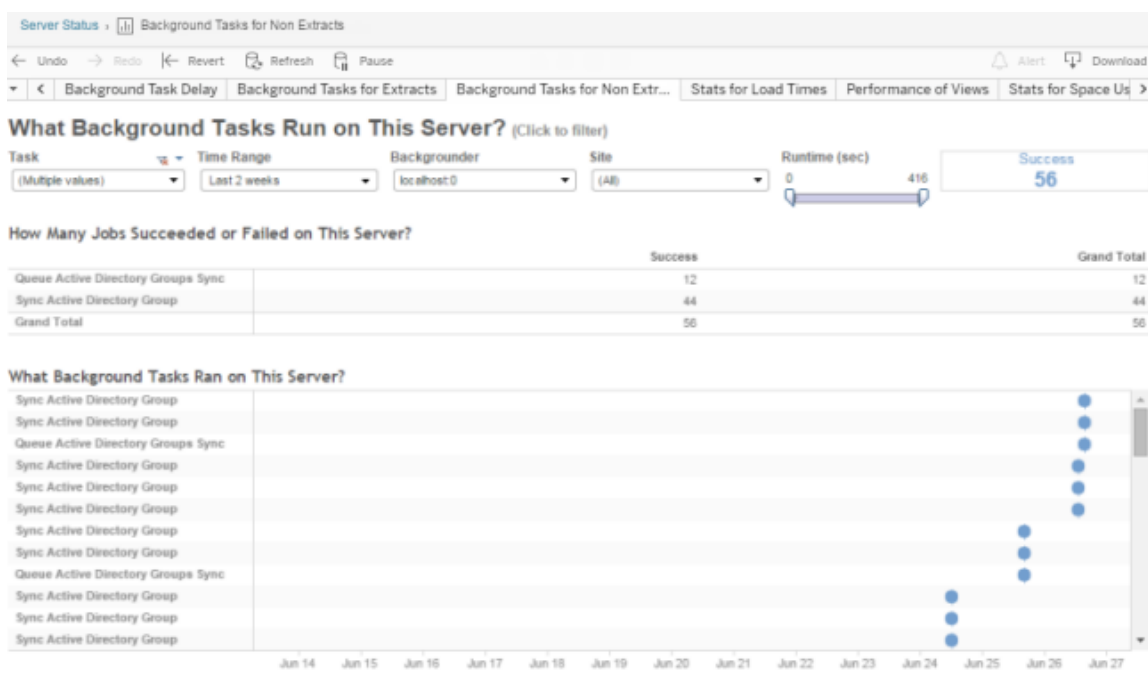 Server Status › Background Tasks for Non Extracts
Undo Redo Revert Refresh Pause Alert Download
Background Task Delay Background Tasks for Extracts Background Tasks for Non Extr... Stats for Load Times Performance of Views Stats for Space Us
What Background Tasks Run on This Server? (Click to filter)
Task Time Range Backgrounder Site Runtime (sec) Success
(Multiple values) Last 2 weeks localhost:0 (All) 0 416 56
How Many Jobs Succeeded or Failed on This Server?
Success Grand Total
Queue Active Directory Groups Sync 12 12
Sync Active Directory Group 44 44
Grand Total 56 56
What Background Tasks Ran on This Server?
Sync Active Directory Group
Sync Active Directory Group
Queue Active Directory Groups Sync
Sync Active Directory Group
Sync Active Directory Group
Sync Active Directory Group
Sync Active Directory Group
Sync Active Directory Group
Queue Active Directory Groups Sync
Sync Active Directory Group
Sync Active Directory Group
Sync Active Directory Group
Jun 14 Jun 15 Jun 16 Jun 17 Jun 18 Jun 19 Jun 20 Jun 21 Jun 22 Jun 23 Jun 24 Jun 25 Jun 26 Jun 27